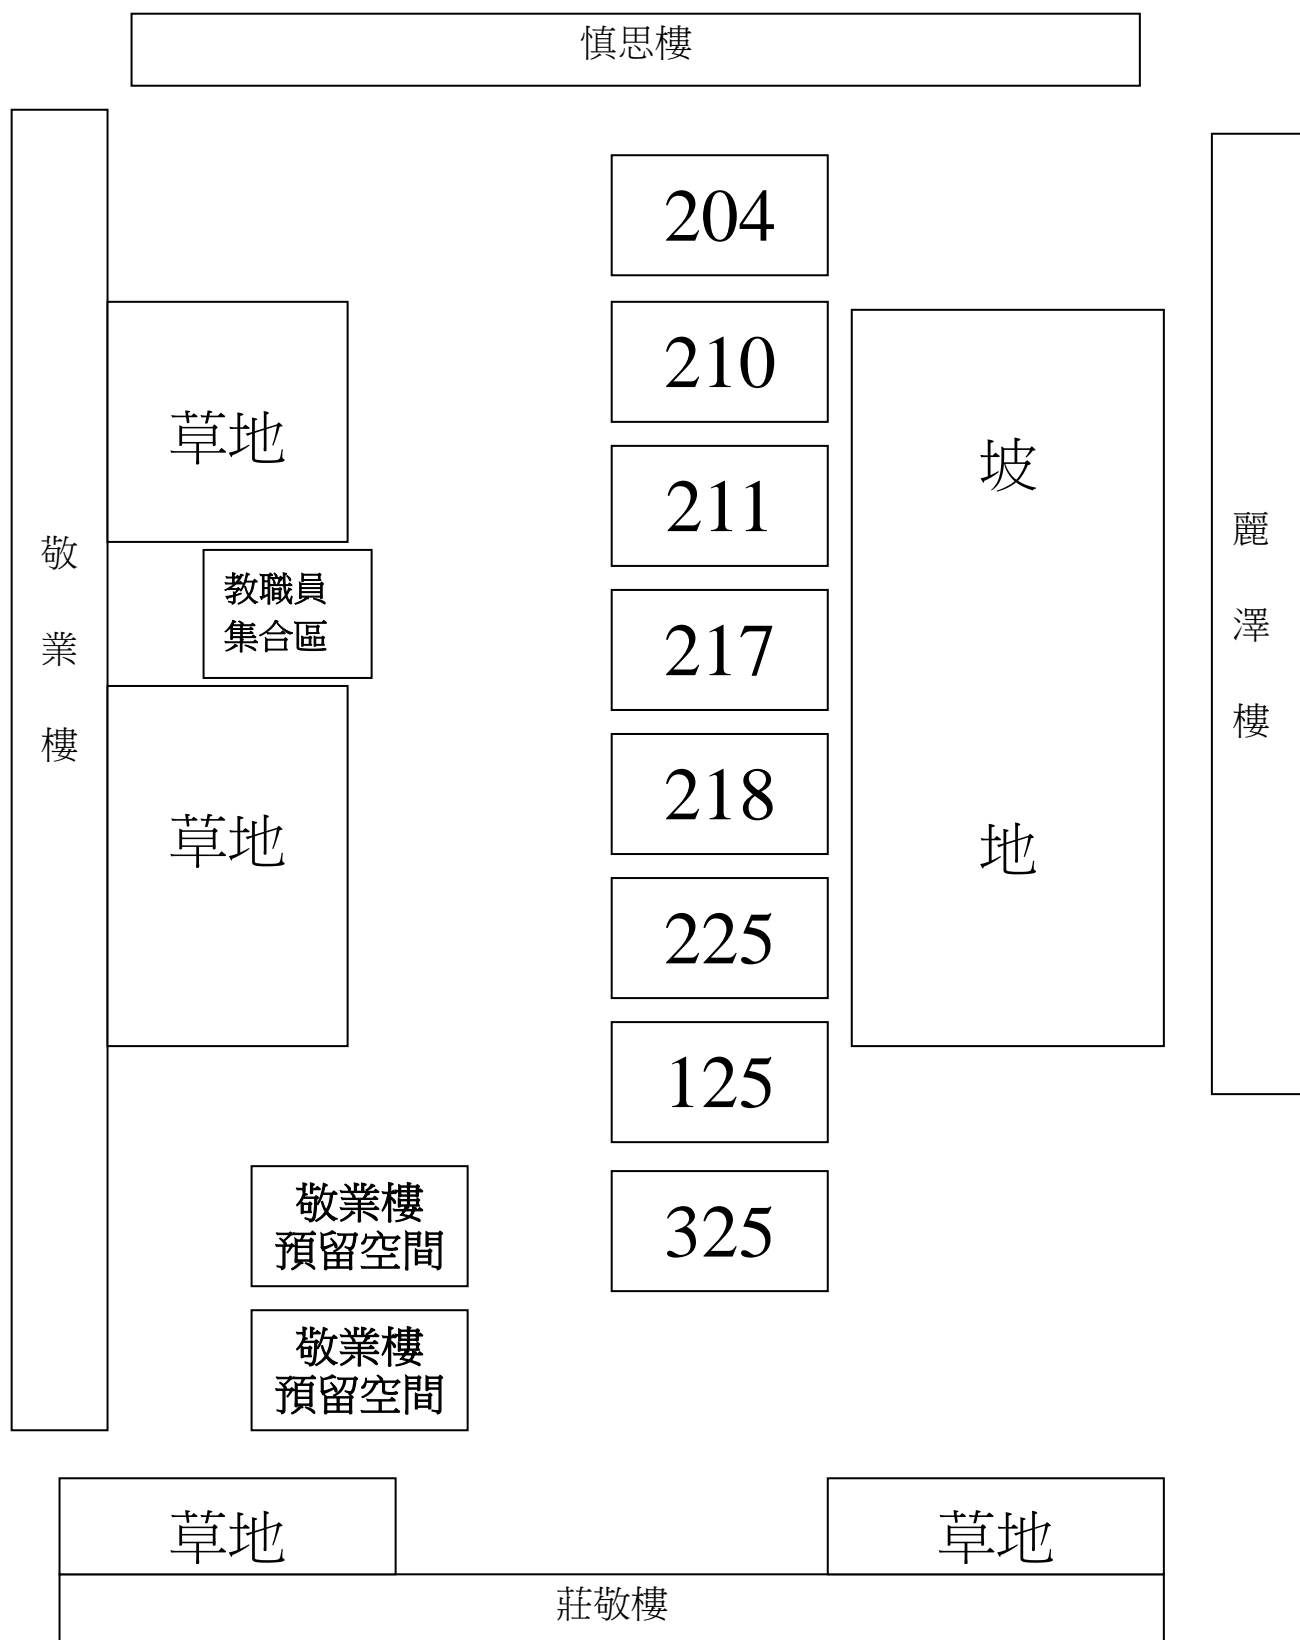 慎思樓
204
210
草地
坡地
211
敬業樓
麗澤樓
教職員
集合區
217
218
草地
225
125
敬業樓
預留空間
325
敬業樓
預留空間
草地
草地
莊敬樓